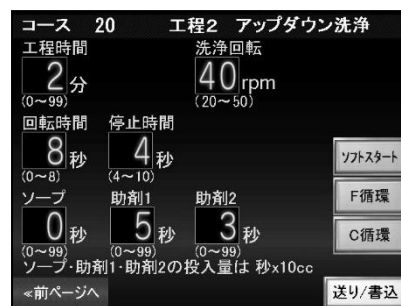 コース 20 工程2 アップダウン洗浄
工程時間 洗浄回転
2分 40rpm
(0~99) (20~50)
回転時間 停止時間
8秒 4秒 ソフトスタート
(0~8) (4~10)
ソープ 助剤1 助剤2 F循環
0秒 5秒 3秒 C循環
(0~99) (0~99) (0~99)
ソープ・助剤1・助剤2の投入量は 秒x10cc
≪前ページへ 送り/書込